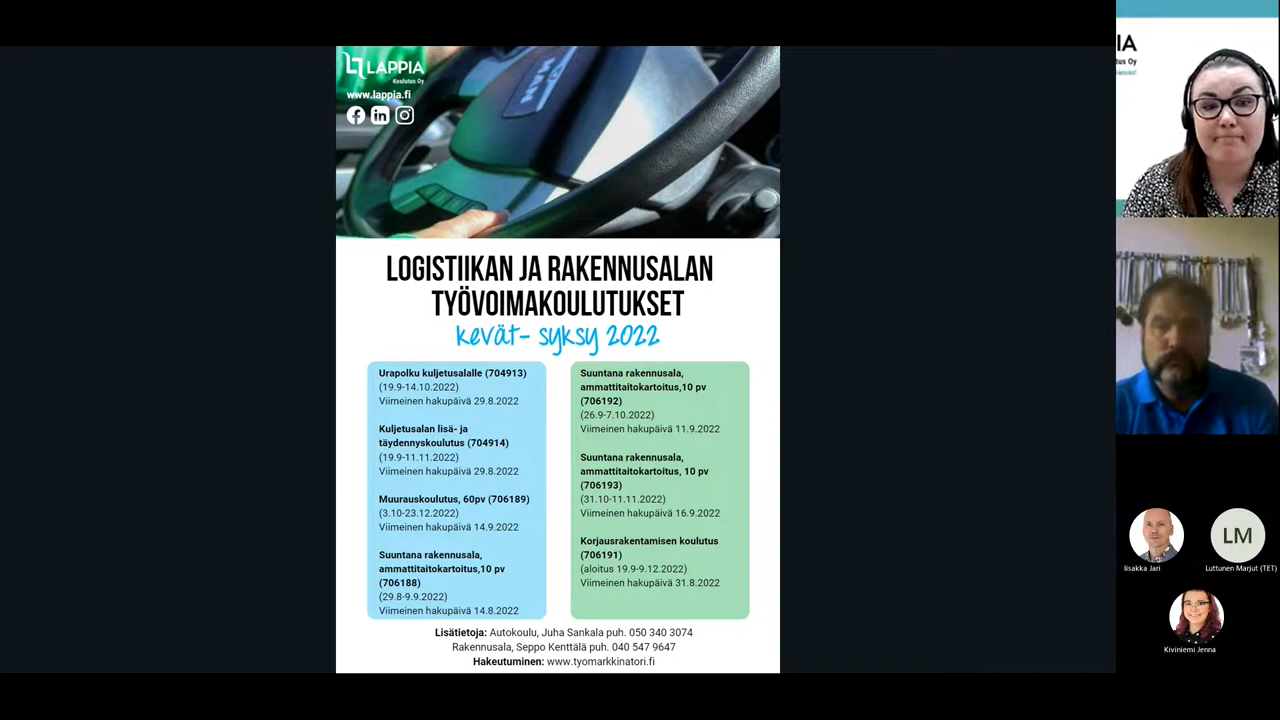 LAPPIA
Koulutus Oy
www.lappia.fi
MAN
LOGISTIIKAN JA RAKENNUSALAN
TYÖVOIMAKOULUTUKSET
kevät- syksy 2022
Urapolku kuljetusalalle (704913)
(19.9-14.10.2022)
Viimeinen hakupäivä 29.8.2022
Kuljetusalan lisä- ja
täydennyskoulutus (704914)
(19.9-11.11.2022)
Viimeinen hakupäivä 29.8.2022
Muurauskoulutus, 60pv (706189)
(3.10-23.12.2022)
Viimeinen hakupäivä 14.9.2022
Suuntana rakennusala,
ammattitaitokartoitus,10 pv
(706188)
(29.8-9.9.2022)
Viimeinen hakupäivä 14.8.2022
Suuntana rakennusala,
ammattitaitokartoitus,10 pv
(706192)
(26.9-7.10.2022)
Viimeinen hakupäivä 11.9.2022
Suuntana rakennusala,
ammattitaitokartoitus, 10 pv
(706193)
(31.10-11.11.2022)
Viimeinen hakupäivä 16.9.2022
Korjausrakentamisen koulutus
(706191)
(aloitus 19.9-9.12.2022)
Viimeinen hakupäivä 31.8.2022
Lisätietoja: Autokoulu, Juha Sankala puh. 050 340 3074
Rakennusala, Seppo Kenttälä puh. 040 547 9647
Hakeutuminen: www.tyomarkkinatori.fi
IA
tus Oy
LM
Iisakka Jari
Luttunen Marjut (TET)
Kiviniemi Jenna